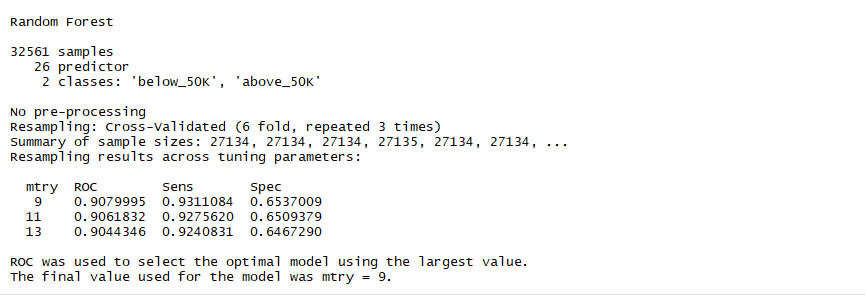 Random Forest
32561 samples
26 predictor
2 classes: 'below_50K', 'above_50K'
No pre-processing
Resampling: Cross-Validated (6 fold, repeated 3 times)
Summary of sample sizes: 27134, 27134, 27134, 27135, 27134, 27134, ...
Resampling results across tuning parameters:
mtry ROC Sens Spec
9 0.9079995 0.9311084 0.6537009
11 0.9061832 0.9275620 0.6509379
13 0.9044346 0.9240831 0.6467290
ROC was used to select the optimal model using the largest value.
The final value used for the model was mtry = 9.